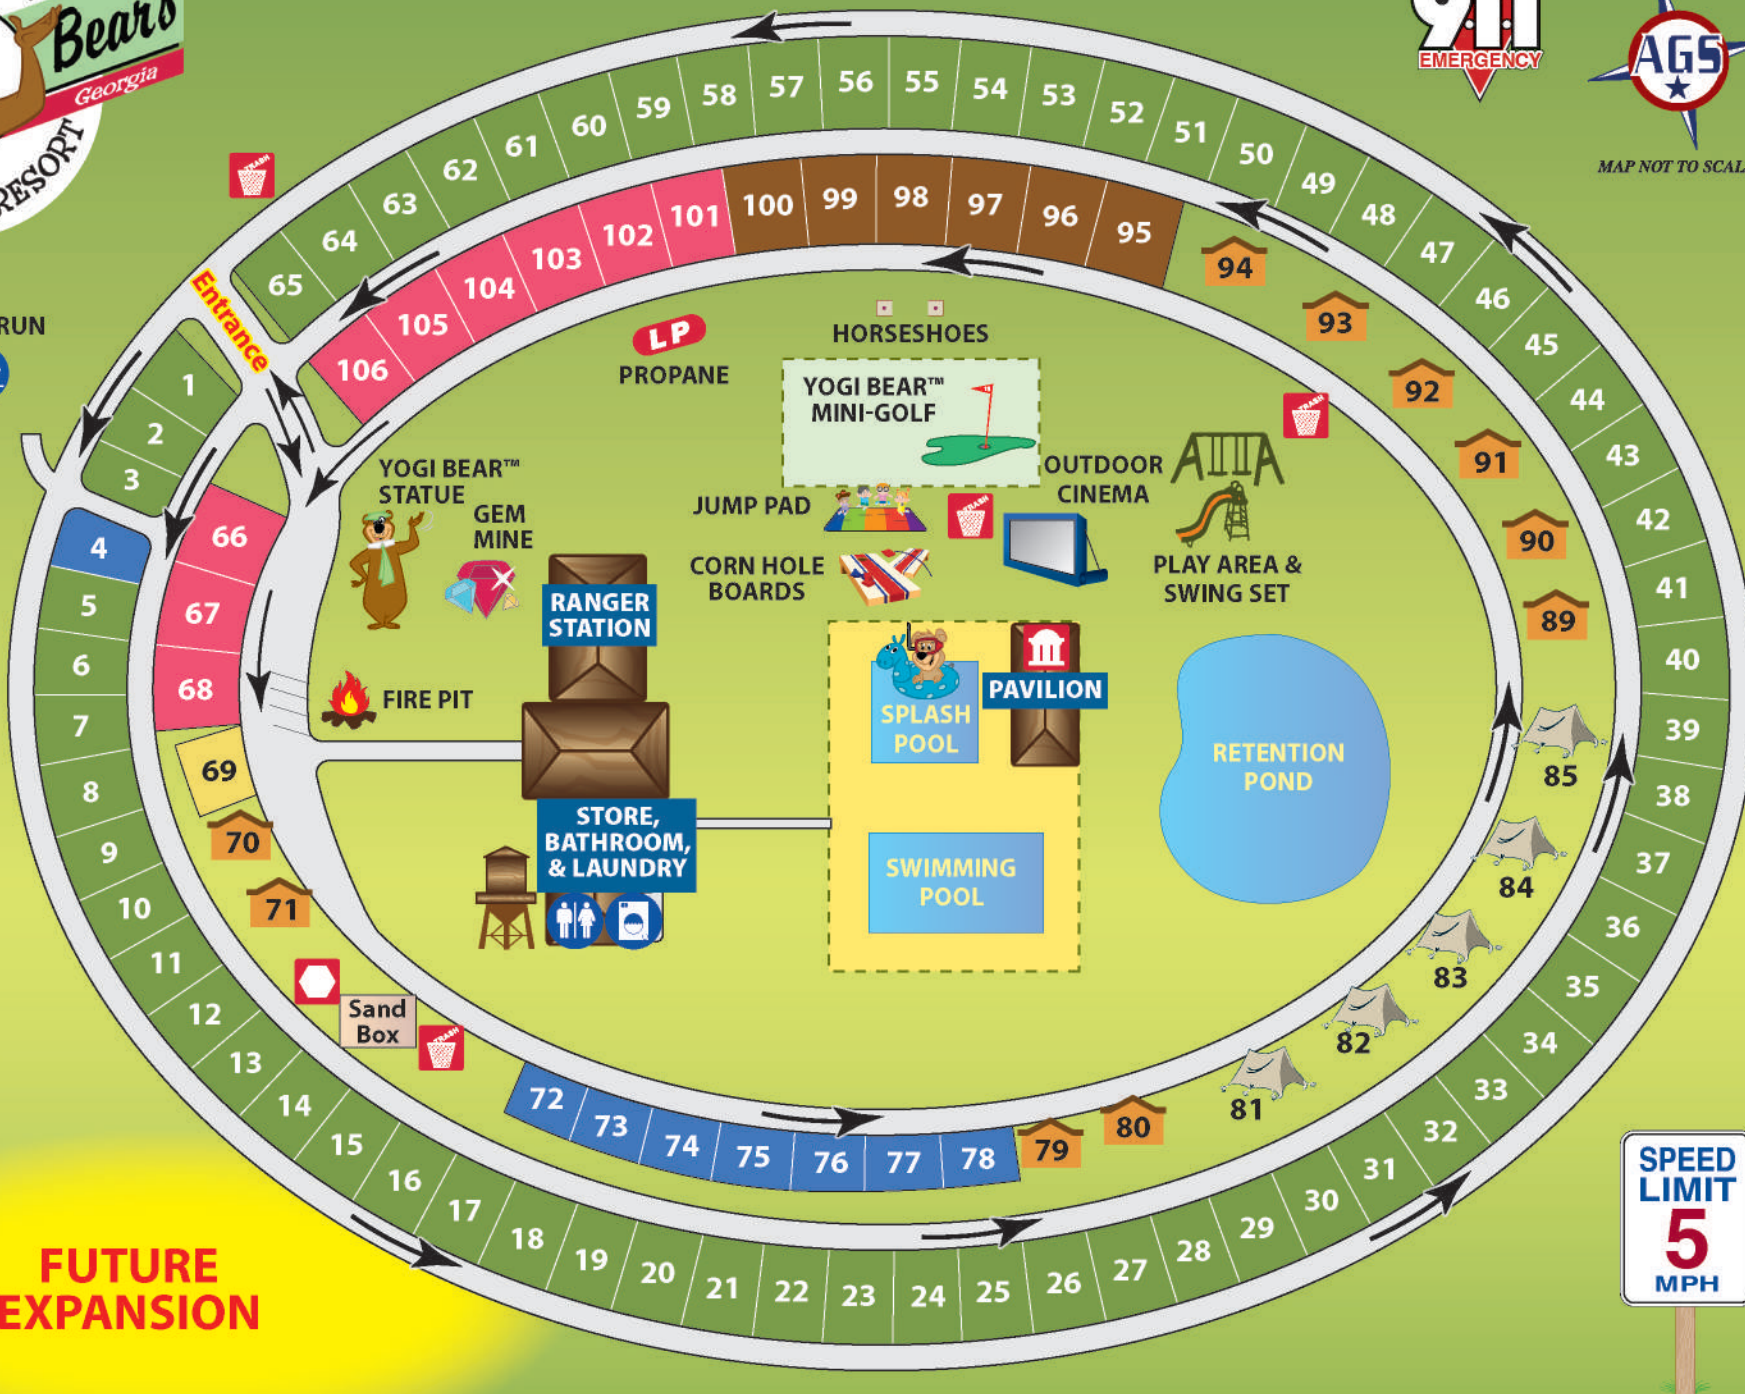 Bear's
Georgia
RESORT
911
EMERGENCY
AGS
MAP NOT TO SCAL
RUN
TRASH
Entrance
1
2
3
4
5
6
7
8
9
10
11
12
13
14
15
16
17
18
19
20
21
22
23
24
25
26
27
28
29
30
31
32
33
34
35
36
37
38
39
40
41
42
43
44
45
46
47
48
49
50
51
52
53
54
55
56
57
58
59
60
61
62
63
64
65
66
67
68
69
70
71
72
73
74
75
76
77
78
79
80
81
82
83
84
85
89
90
91
92
93
94
95
96
97
98
99
100
101
102
103
104
105
106
LP
PROPANE
HORSESHOES
YOGI BEAR™
MINI-GOLF
TRASH
OUTDOOR
CINEMA
JUMP PAD
TRASH
CORN HOLE
BOARDS
PLAY AREA &
SWING SET
YOGI BEAR™
STATUE
GEM
MINE
RANGER
STATION
FIRE PIT
PAVILION
SPLASH
POOL
RETENTION
POND
STORE,
BATHROOM,
& LAUNDRY
SWIMMING
POOL
Sand
Box
TRASH
FUTURE
EXPANSION
SPEED
LIMIT
5
MPH